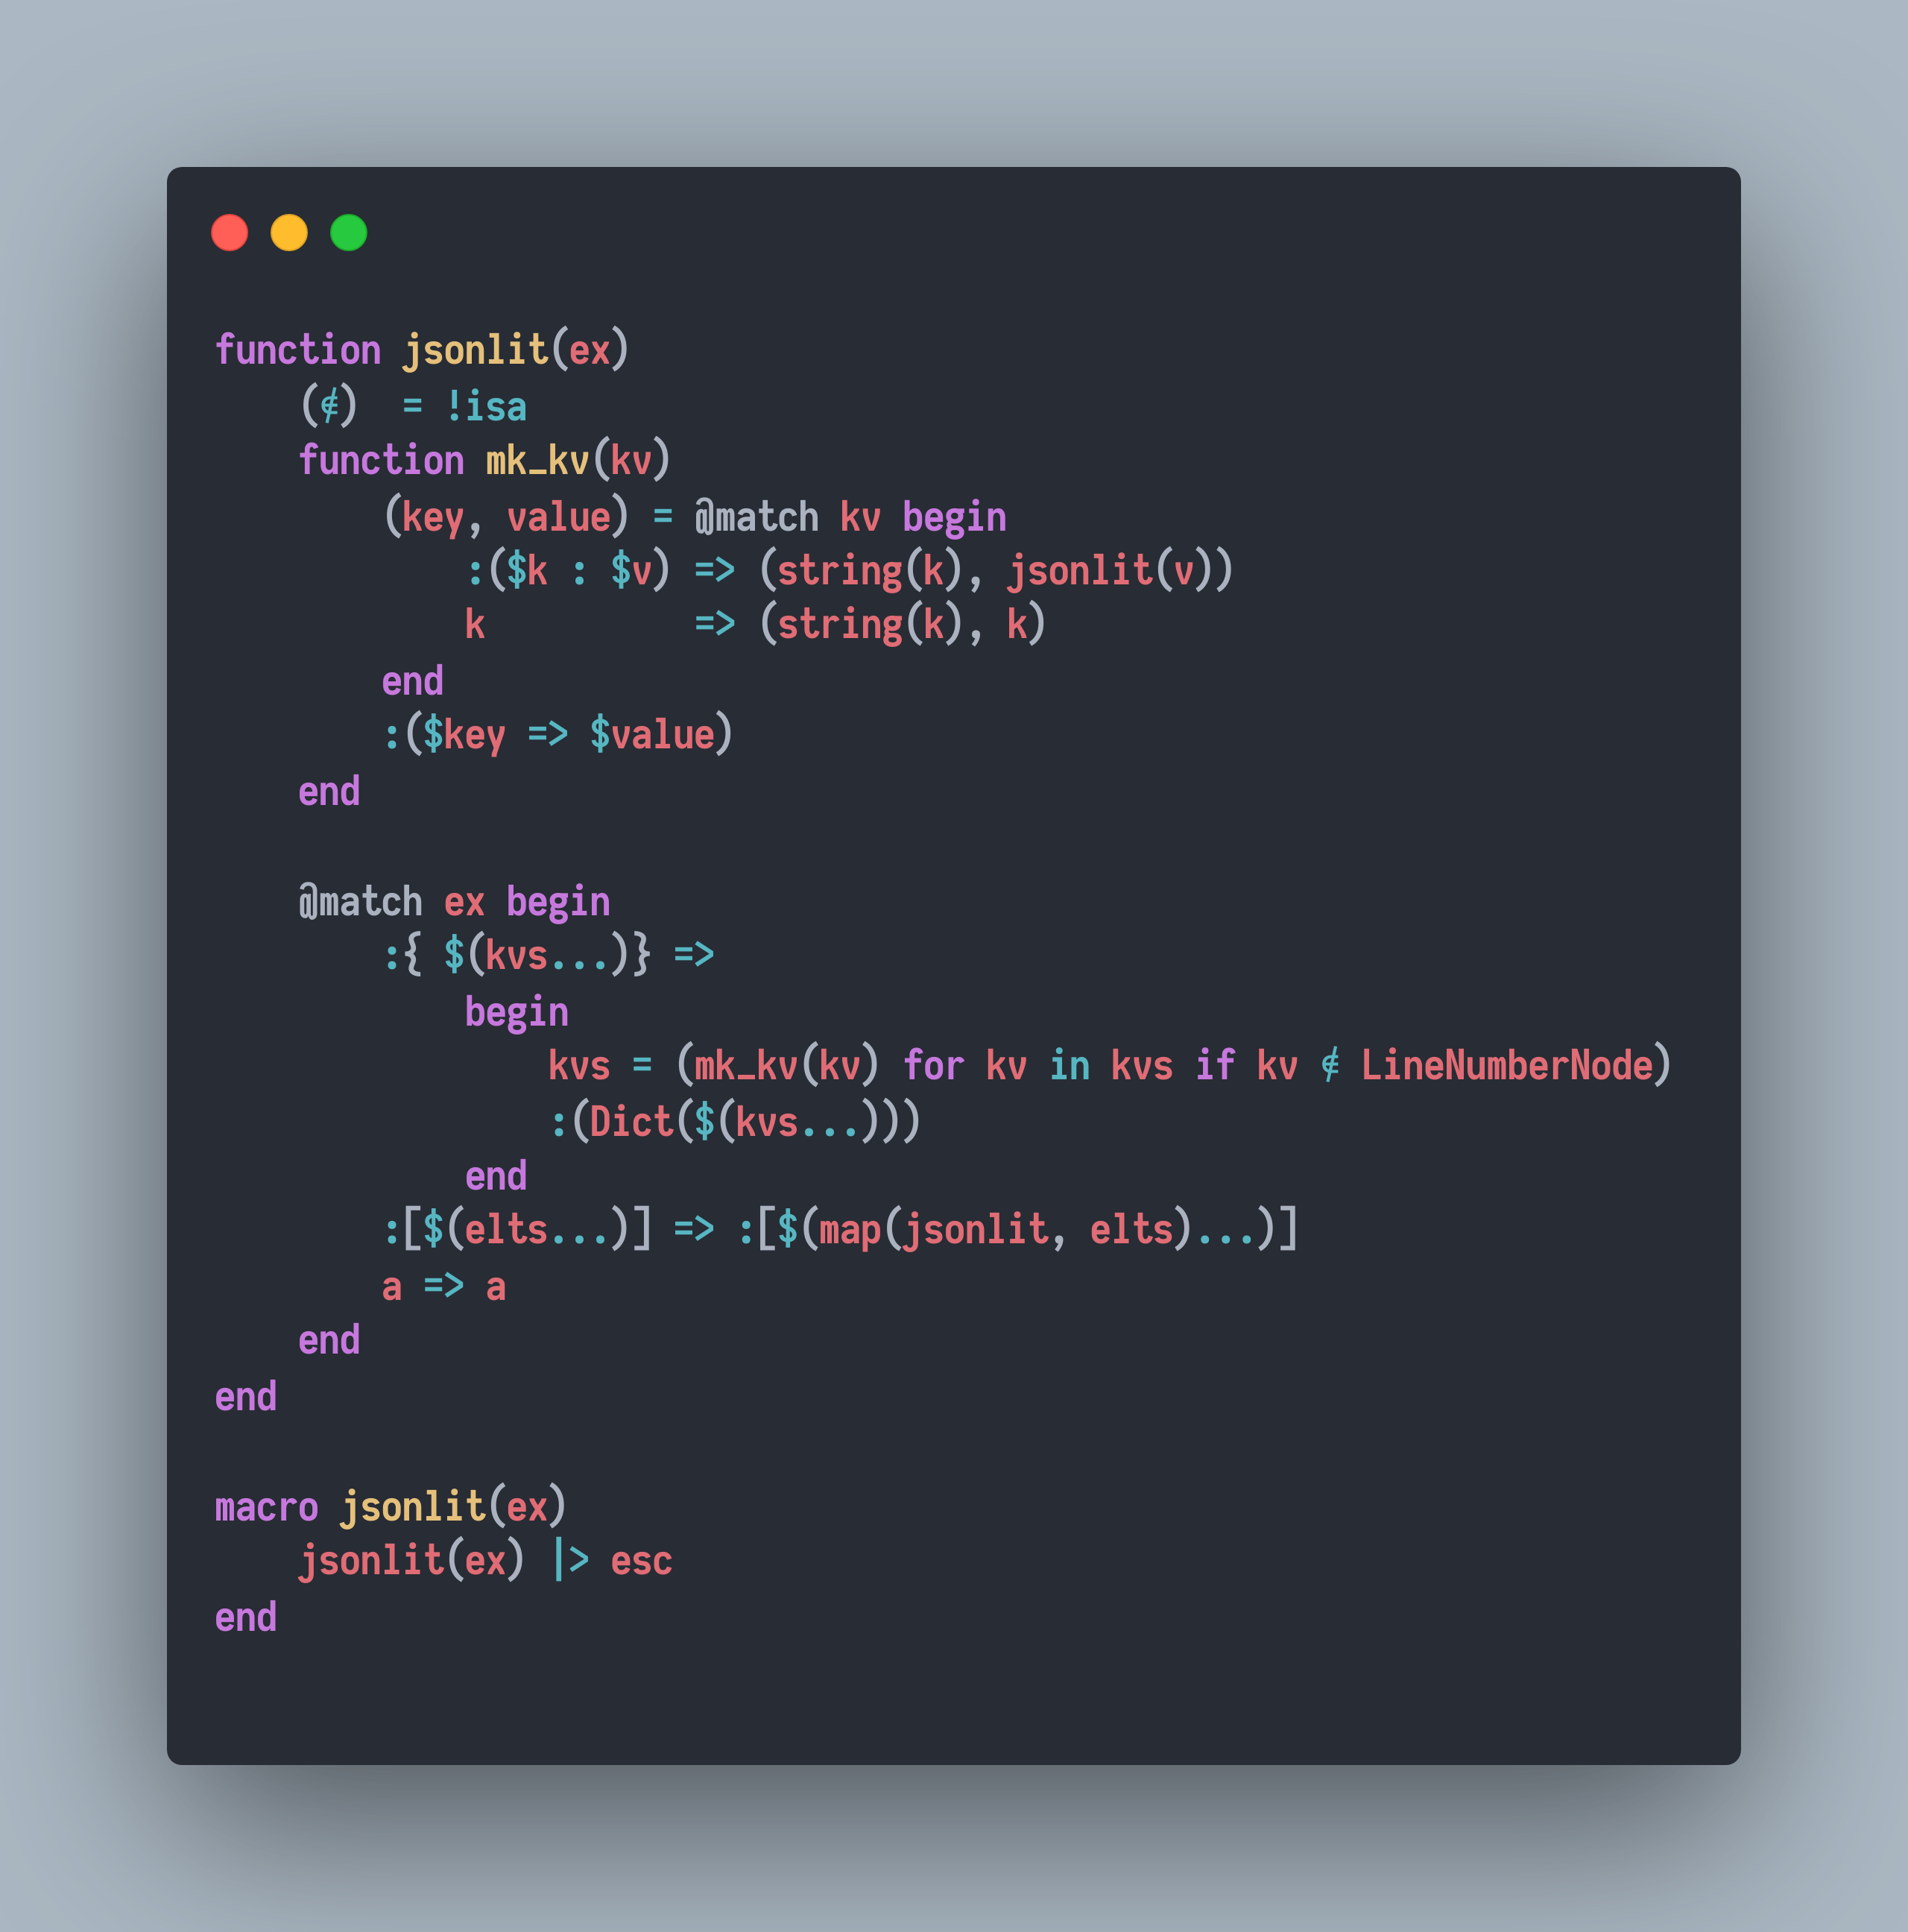 function jsonlit(ex)
    (∉)  = !isa
    function mk_kv(kv)
        (key, value) = @match kv begin
            :($k : $v) => (string(k), jsonlit(v))
            k          => (string(k), k)
        end
        :($key => $value)
    end

    @match ex begin
        :{ $(kvs...)} =>
            begin
                kvs = (mk_kv(kv) for kv in kvs if kv ∉ LineNumberNode)
                :(Dict($(kvs...)))
            end
        :[$(elts...)] => :[$(map(jsonlit, elts)...)]
        a => a
    end
end

macro jsonlit(ex)
    jsonlit(ex) |> esc
end